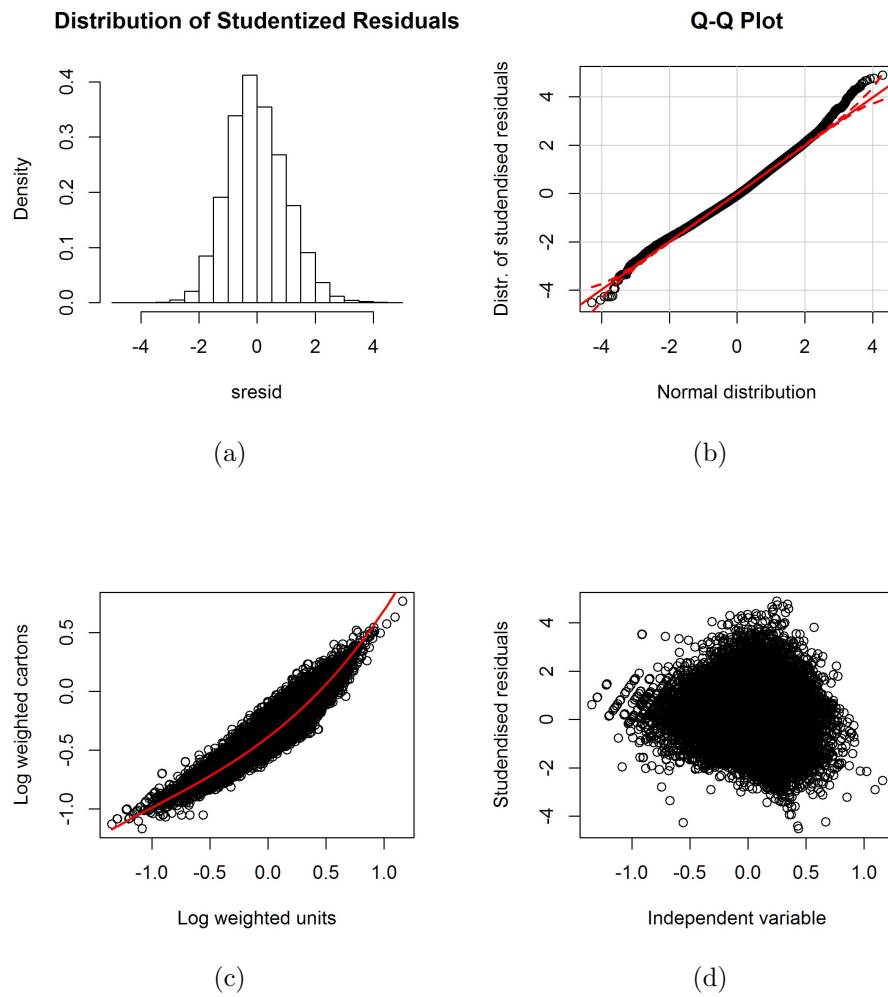 Distribution of Studentized Residuals
Density
0.0 0.1 0.2 0.3 0.4
-4 -2 0 2 4
sresid
(a)
Q-Q Plot
Distr. of studendised residuals
-4 -2 0 2 4
-4 -2 0 2 4
Normal distribution
(b)
Log weighted cartons
-1.0 -0.5 0.0 0.5
-1.0 -0.5 0.0 0.5 1.0
Log weighted units
(c)
Studendised residuals
-4 -2 0 2 4
-1.0 -0.5 0.0 0.5 1.0
Independent variable
(d)